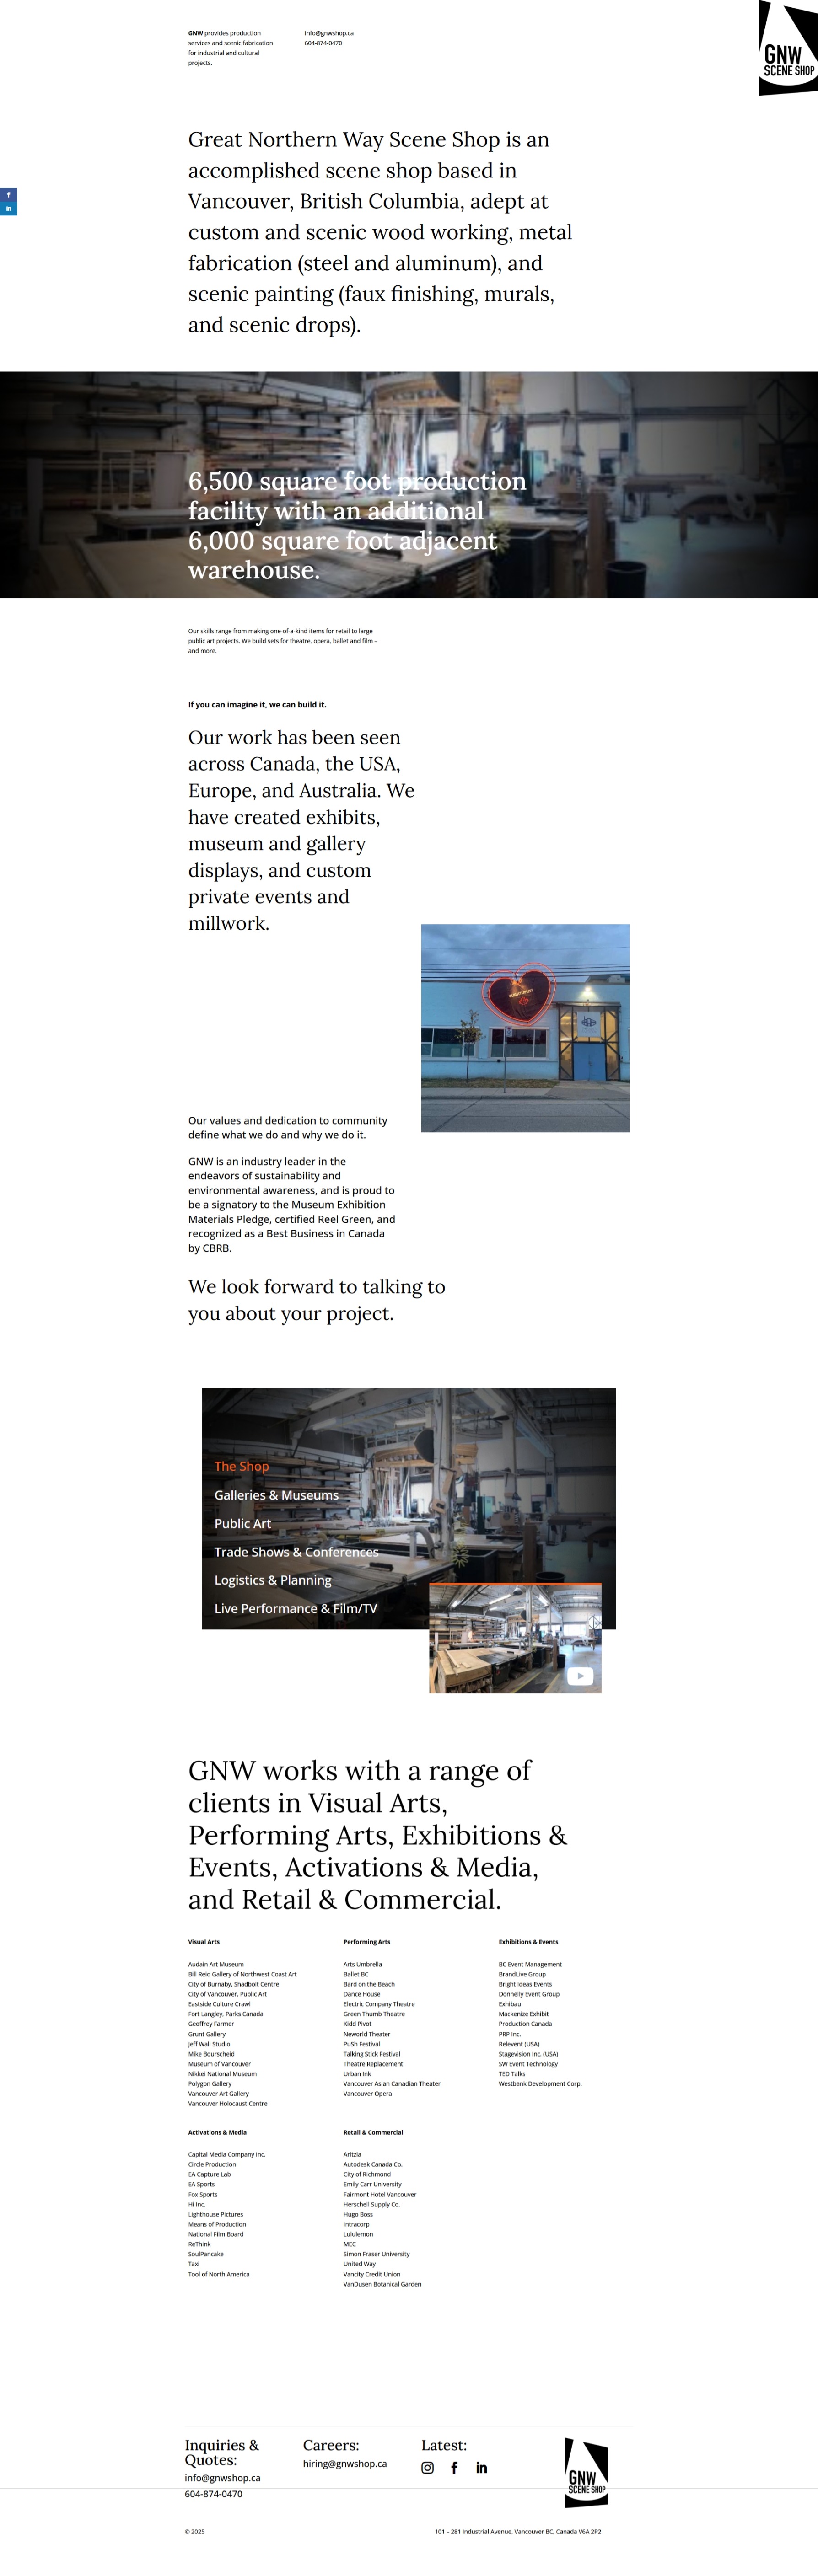 GNW provides production
services and scenic fabrication
for industrial and cultural
projects.
info@gnwshop.ca
604-874-0470
GNW
SCENE SHOP
Great Northern Way Scene Shop is an
accomplished scene shop based in
Vancouver, British Columbia, adept at
custom and scenic wood working, metal
fabrication (steel and aluminum), and
scenic painting (faux finishing, murals,
and scenic drops).
6,500 square foot production
facility with an additional
6,000 square foot adjacent
warehouse.
Our skills range from making one-of-a-kind items for retail to large
public art projects. We build sets for theatre, opera, ballet and film –
and more.
If you can imagine it, we can build it.
Our work has been seen
across Canada, the USA,
Europe, and Australia. We
have created exhibits,
museum and gallery
displays, and custom
private events and
millwork.
Our values and dedication to community
define what we do and why we do it.
GNW is an industry leader in the
endeavors of sustainability and
environmental awareness, and is proud to
be a signatory to the Museum Exhibition
Materials Pledge, certified Reel Green, and
recognized as a Best Business in Canada
by CBRB.
We look forward to talking to
you about your project.
The Shop
Galleries & Museums
Public Art
Trade Shows & Conferences
Logistics & Planning
Live Performance & Film/TV
GNW works with a range of
clients in Visual Arts,
Performing Arts, Exhibitions &
Events, Activations & Media,
and Retail & Commercial.
Visual Arts
Audain Art Museum
Bill Reid Gallery of Northwest Coast Art
City of Burnaby, Shadbolt Centre
City of Vancouver, Public Art
Eastside Culture Crawl
Fort Langley, Parks Canada
Geoffrey Farmer
Grunt Gallery
Jeff Wall Studio
Mike Bourscheid
Museum of Vancouver
Nikkei National Museum
Polygon Gallery
Vancouver Art Gallery
Vancouver Holocaust Centre
Performing Arts
Arts Umbrella
Ballet BC
Bard on the Beach
Dance House
Electric Company Theatre
Green Thumb Theatre
Kidd Pivot
Neworld Theater
PuSh Festival
Talking Stick Festival
Theatre Replacement
Urban Ink
Vancouver Asian Canadian Theater
Vancouver Opera
Exhibitions & Events
BC Event Management
BrandLive Group
Bright Ideas Events
Donnelly Event Group
Exhibau
Mackenize Exhibit
Production Canada
PRP Inc.
Relevent (USA)
Stagevision Inc. (USA)
SW Event Technology
TED Talks
Westbank Development Corp.
Activations & Media
Capital Media Company Inc.
Circle Production
EA Capture Lab
EA Sports
Fox Sports
Hi Inc.
Lighthouse Pictures
Means of Production
National Film Board
ReThink
SoulPancake
Taxi
Tool of North America
Retail & Commercial
Aritzia
Autodesk Canada Co.
City of Richmond
Emily Carr University
Fairmont Hotel Vancouver
Herschell Supply Co.
Hugo Boss
Intracorp
Lululemon
MEC
Simon Fraser University
United Way
Vancity Credit Union
VanDusen Botanical Garden
Inquiries &
Quotes:
info@gnwshop.ca
604-874-0470
Careers:
hiring@gnwshop.ca
Latest:
GNW
SCENE SHOP
© 2025
101 – 281 Industrial Avenue, Vancouver BC, Canada V6A 2P2